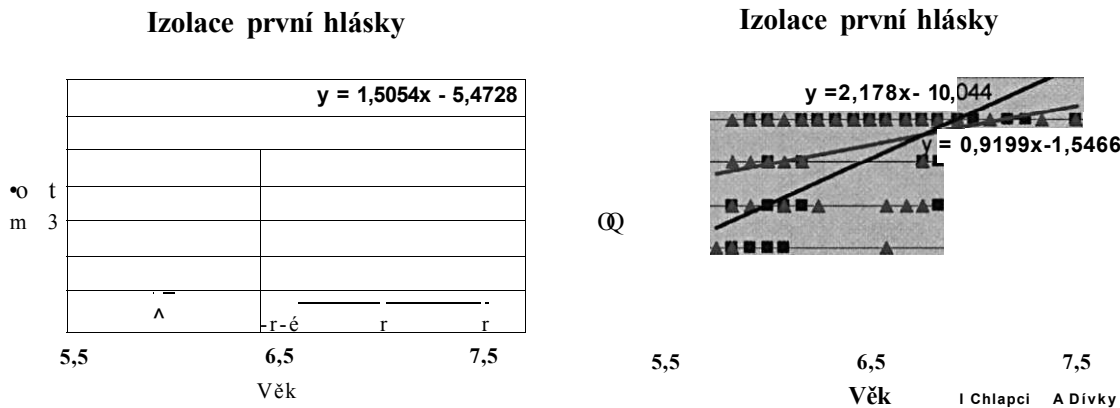 Izolace první hlásky
y = 1,5054x - 5,4728
•o t
m 3
^
-r-é r r
5,5 6,5 7,5
Věk
Izolace první hlásky
y =2,178x- 10,044
y = 0,9199x-1,5466
5,5 6,5 7,5
Věk
I Chlapci A Dívky